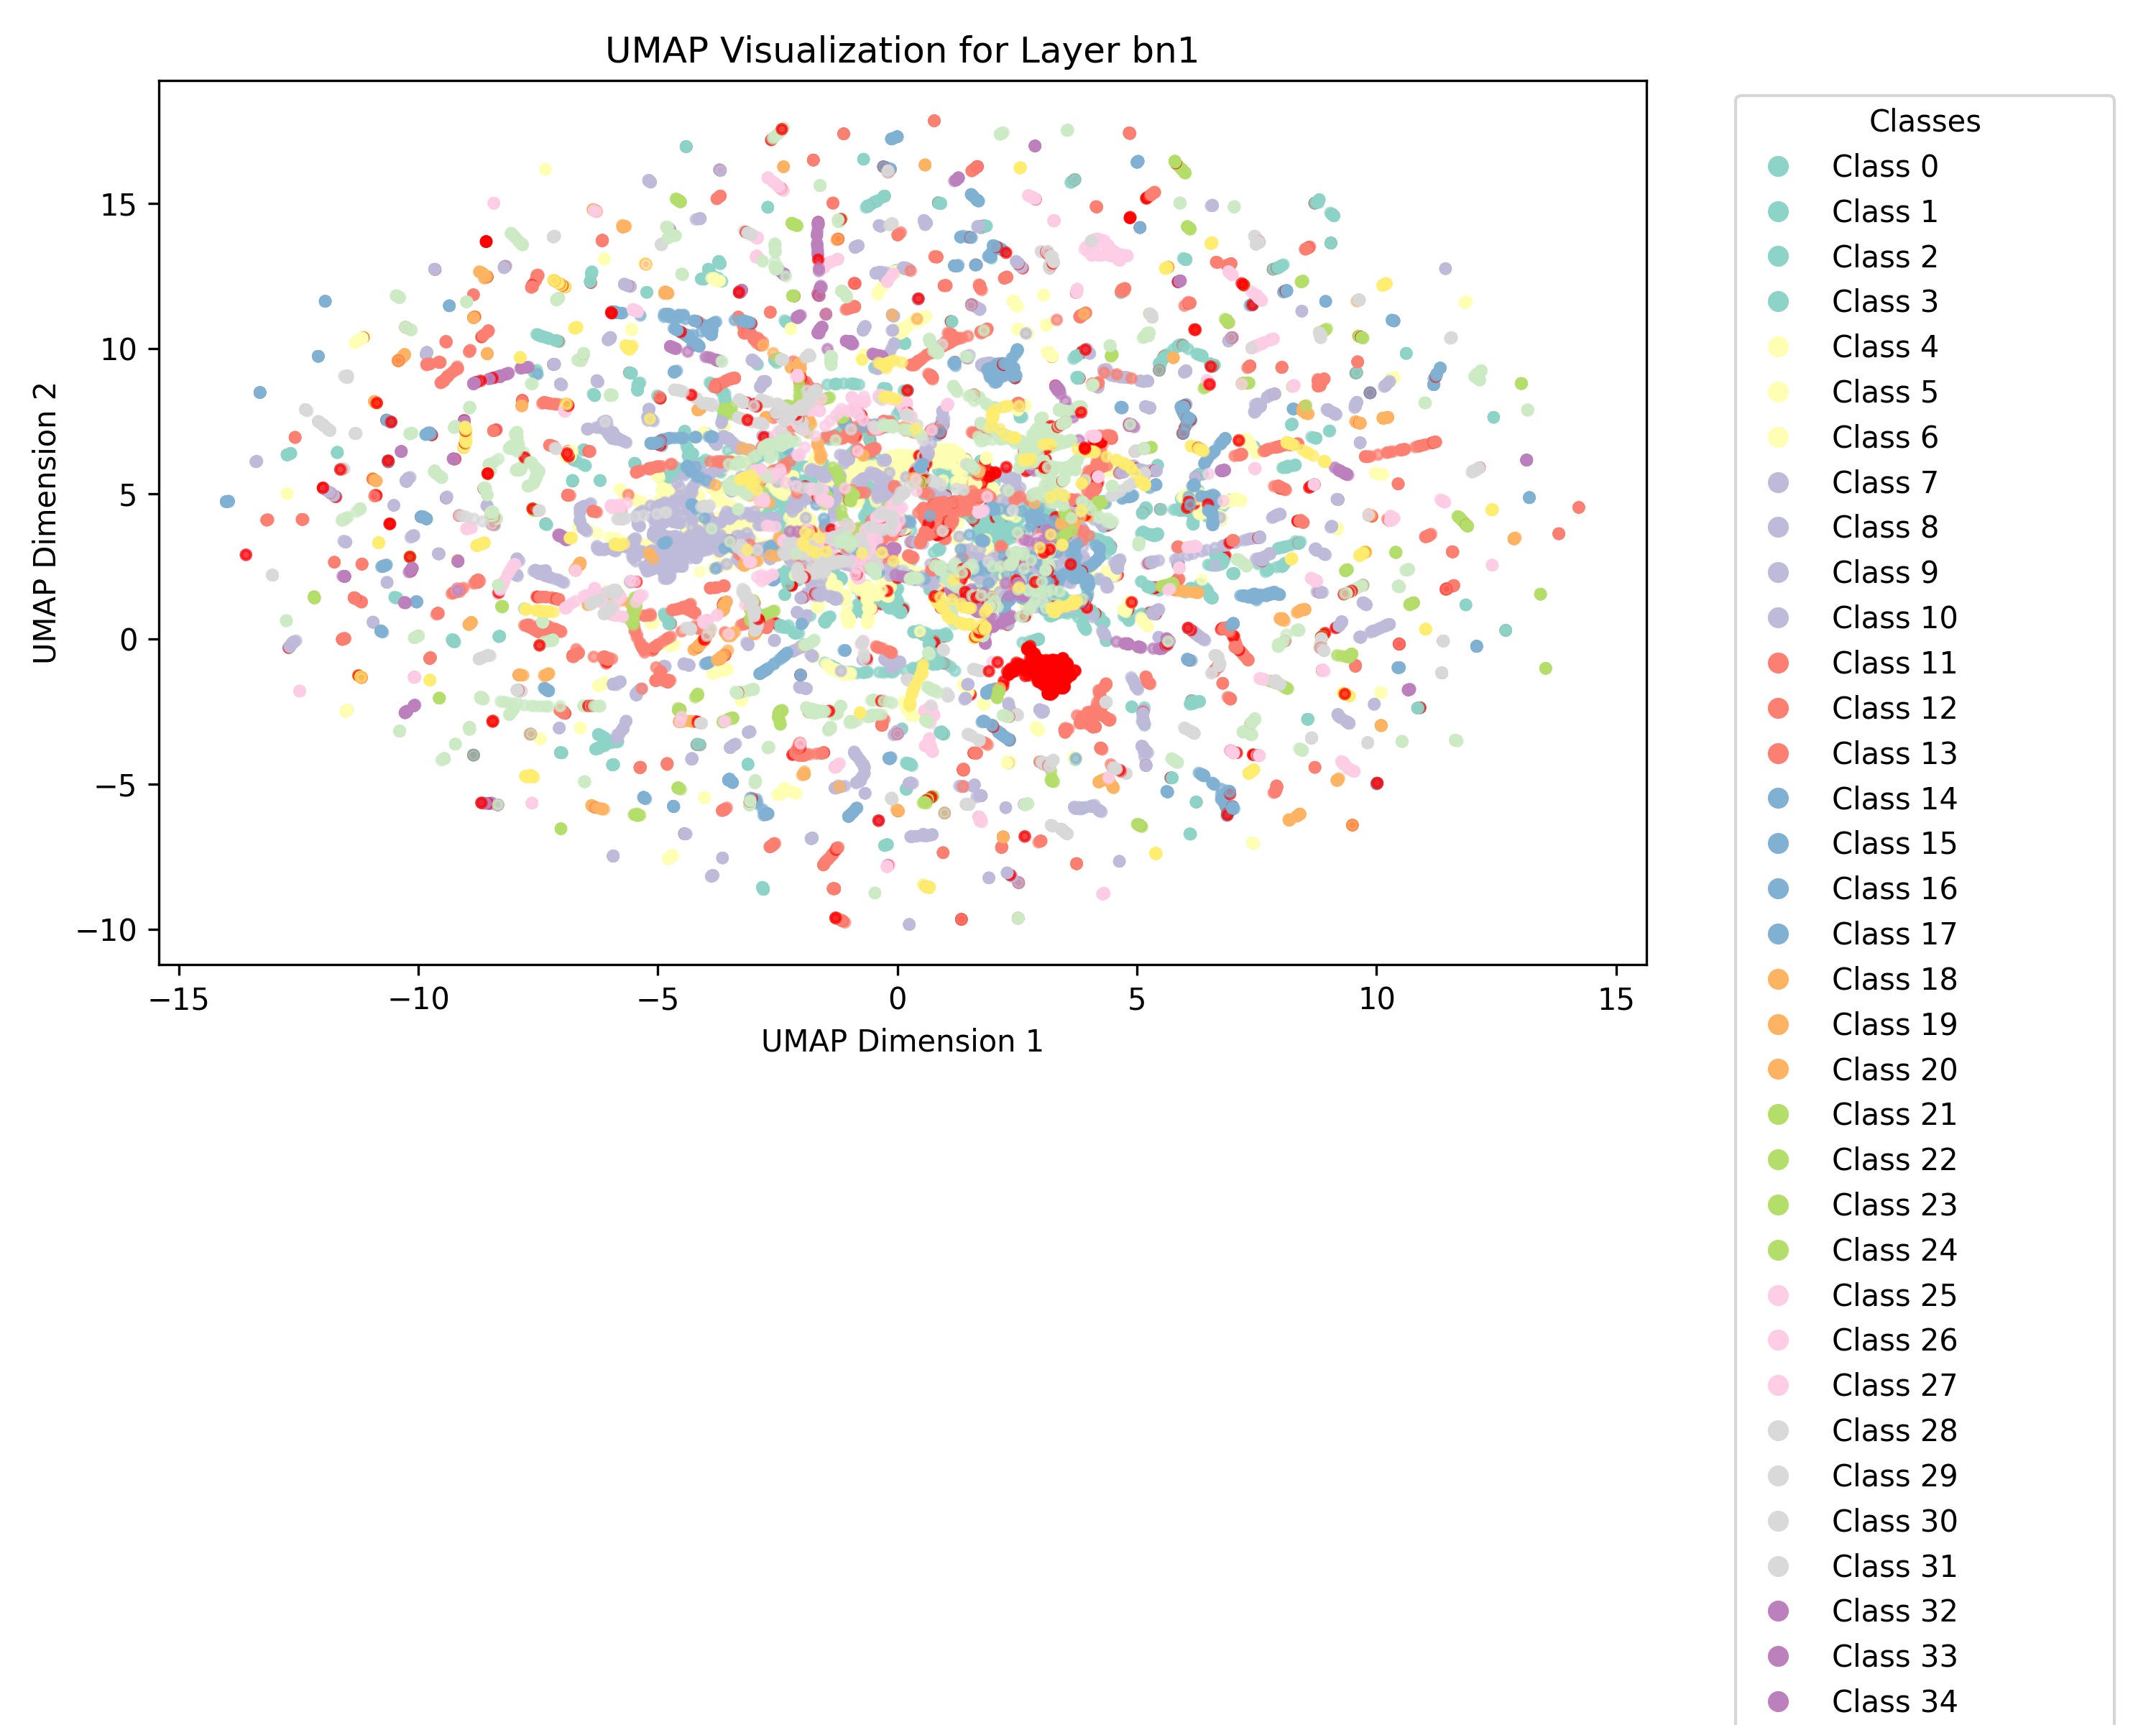 UMAP Visualization for Layer bn1
Classes
Class 0
Class 1
Class 2
Class 3
Class 4
Class 5
Class 6
Class 7
Class 8
Class 9
Class 10
Class 11
Class 12
Class 13
Class 14
Class 15
Class 16
Class 17
Class 18
Class 19
Class 20
Class 21
Class 22
Class 23
Class 24
Class 25
Class 26
Class 27
Class 28
Class 29
Class 30
Class 31
Class 32
Class 33
Class 34
UMAP Dimension 2
15
10
5
0
−5
−10
−15 −10 −5 0 5 10 15
UMAP Dimension 1